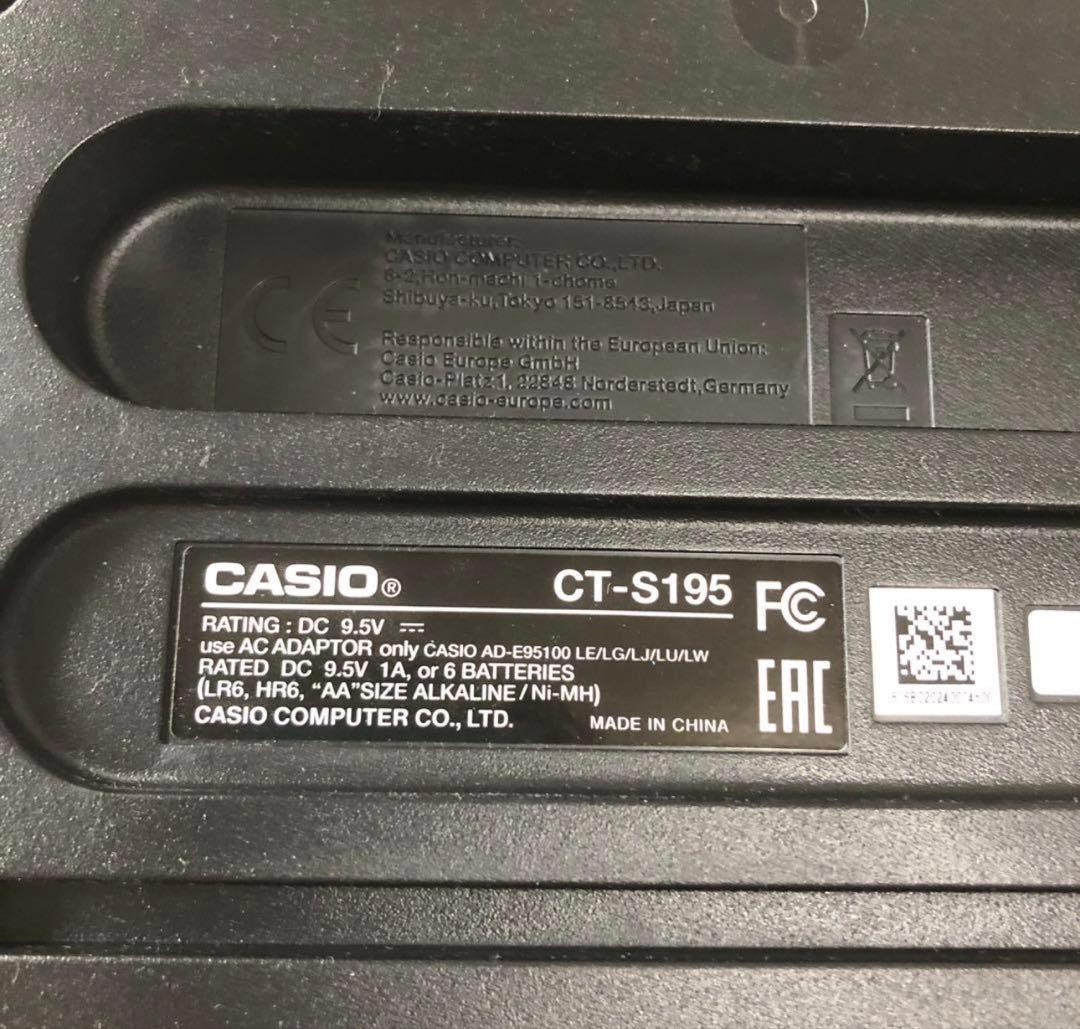 Manufacturer:
CASIO COMPUTER CO.,LTD.
6-2,Hon-machi 1-chome
Shibuya-ku,Tokyo 151-8543,Japan
Responsible within the European Union:
Casio Europe GmbH
Casio-Platz 1, 22848 Norderstedt,Germany
www.casio-europe.com
CE
CASIO® CT-S195
RATING : DC 9.5V ⎓
use AC ADAPTOR only CASIO AD-E95100 LE/LG/LJ/LU/LW
RATED DC 9.5V 1A, or 6 BATTERIES
(LR6, HR6, “AA”SIZE ALKALINE / Ni-MH)
CASIO COMPUTER CO., LTD. MADE IN CHINA
FC
EAC